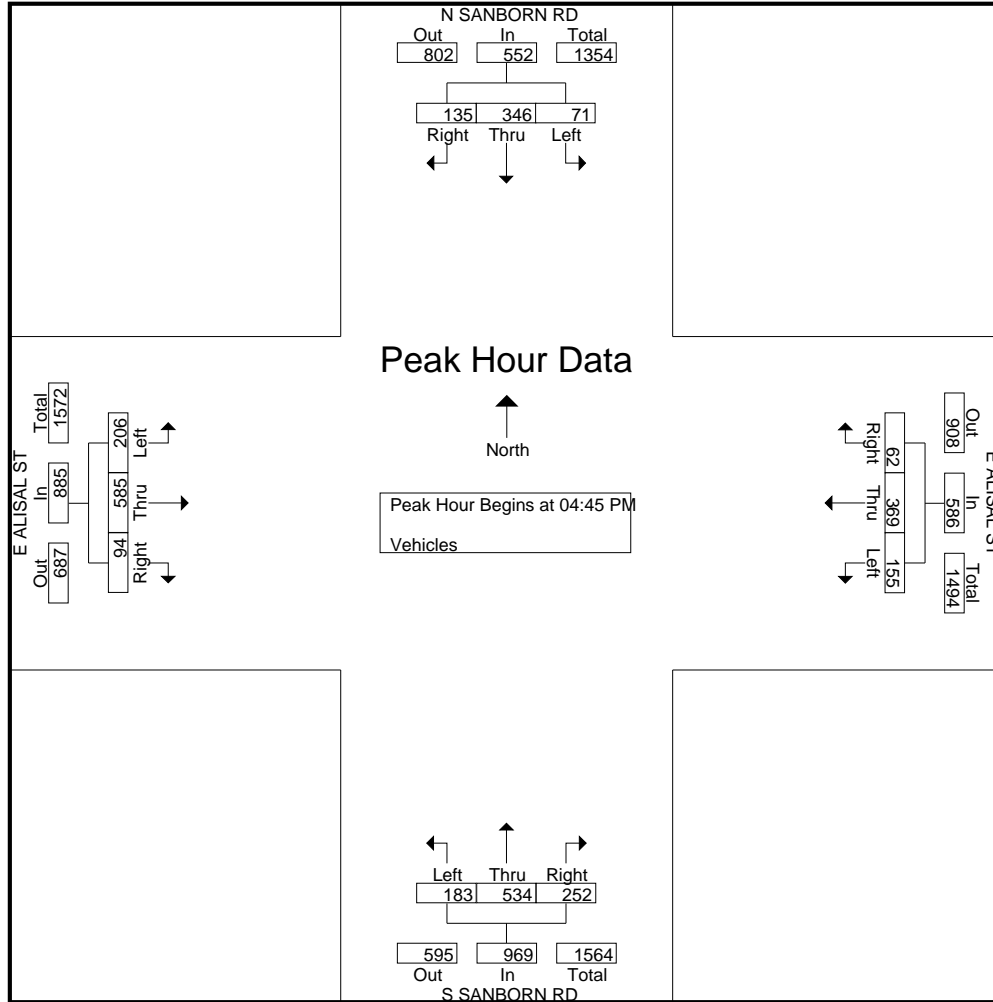 N SANBORN RD
Out In Total
802 552 1354
135 346 71
Right Thru Left
Peak Hour Data
North
Peak Hour Begins at 04:45 PM
Vehicles
E ALISAL ST
Out In Total
687 885 1572
94 585 206
Right Thru Left
E ALISAL ST
Out In Total
908 586 1494
62 369 155
Right Thru Left
Left Thru Right
183 534 252
595 969 1564
Out In Total
S SANBORN RD